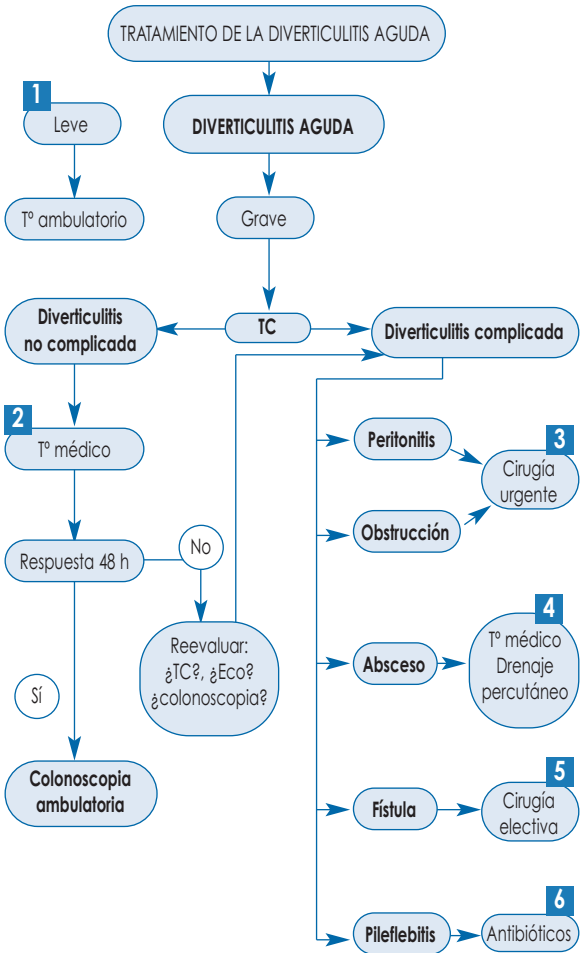 TRATAMIENTO DE LA DIVERTICULITIS AGUDA
1
Leve
DIVERTICULITIS AGUDA
Tº ambulatorio
Grave
TC
Diverticulitis
no complicada
Diverticulitis complicada
2
Tº médico
Peritonitis
3
Cirugía
urgente
Obstrucción
Respuesta 48 h
No
Reevaluar:
¿TC?, ¿Eco?
¿colonoscopia?
Absceso
4
Tº médico
Drenaje
percutáneo
Sí
Colonoscopia
ambulatoria
Fístula
5
Cirugía
electiva
Pileflebitis
6
Antibióticos